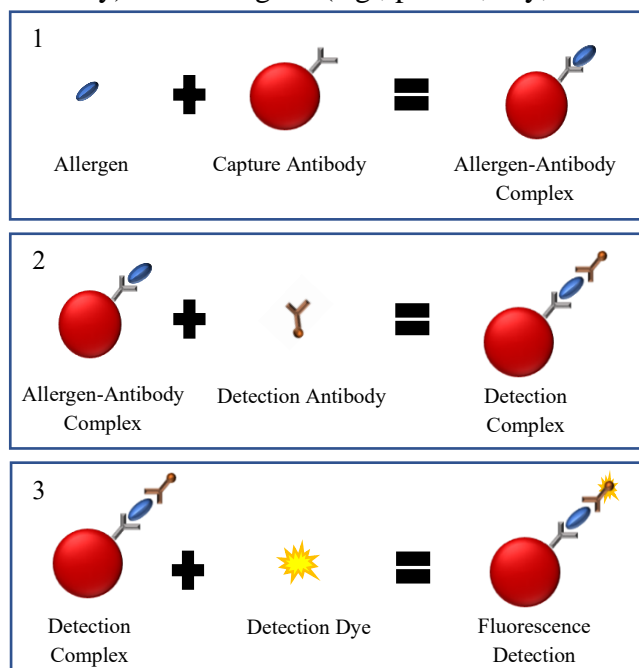 1
Allergen
Capture Antibody
Allergen-Antibody
Complex
2
Allergen-Antibody
Complex
Detection Antibody
Detection
Complex
3
Detection
Complex
Detection Dye
Fluorescence
Detection